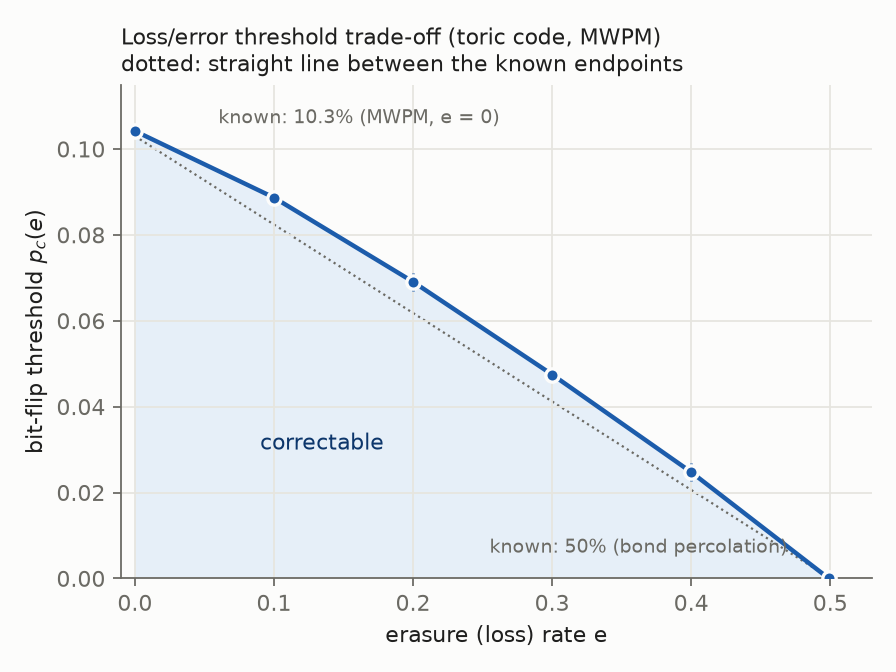 Loss/error threshold trade-off (toric code, MWPM)
dotted: straight line between the known endpoints
known: 10.3% (MWPM, e = 0)
0.10
0.08
0.06
0.04
0.02
0.00
bit-flip threshold p_c(e)
correctable
known: 50% (bond percolation)
0.0 0.1 0.2 0.3 0.4 0.5
erasure (loss) rate e